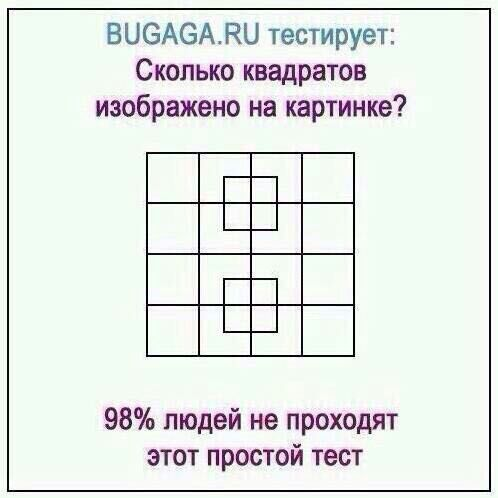 BUGAGA.RU тестирует:
Сколько квадратов
изображено на картинке?
98% людей не проходят
этот простой тест